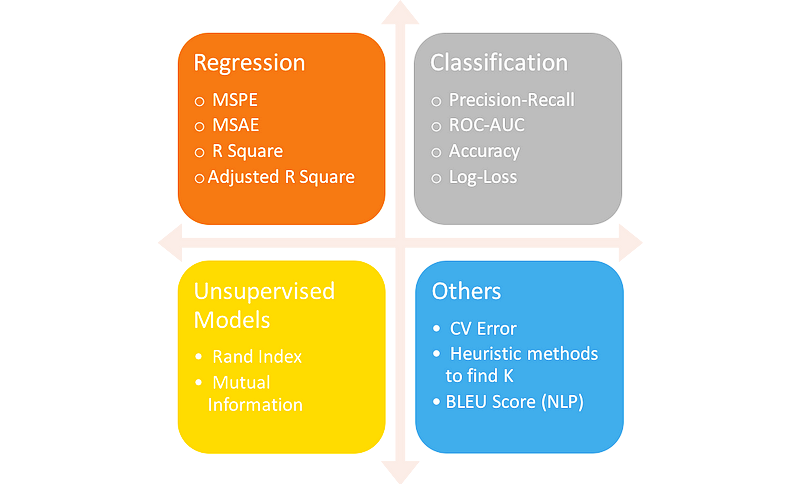 Regression
○ MSPE
○ MSAE
○ R Square
○ Adjusted R Square
Classification
○ Precision-Recall
○ ROC-AUC
○ Accuracy
○ Log-Loss
Unsupervised
Models
• Rand Index
• Mutual
Information
Others
• CV Error
• Heuristic methods
to find K
• BLEU Score (NLP)